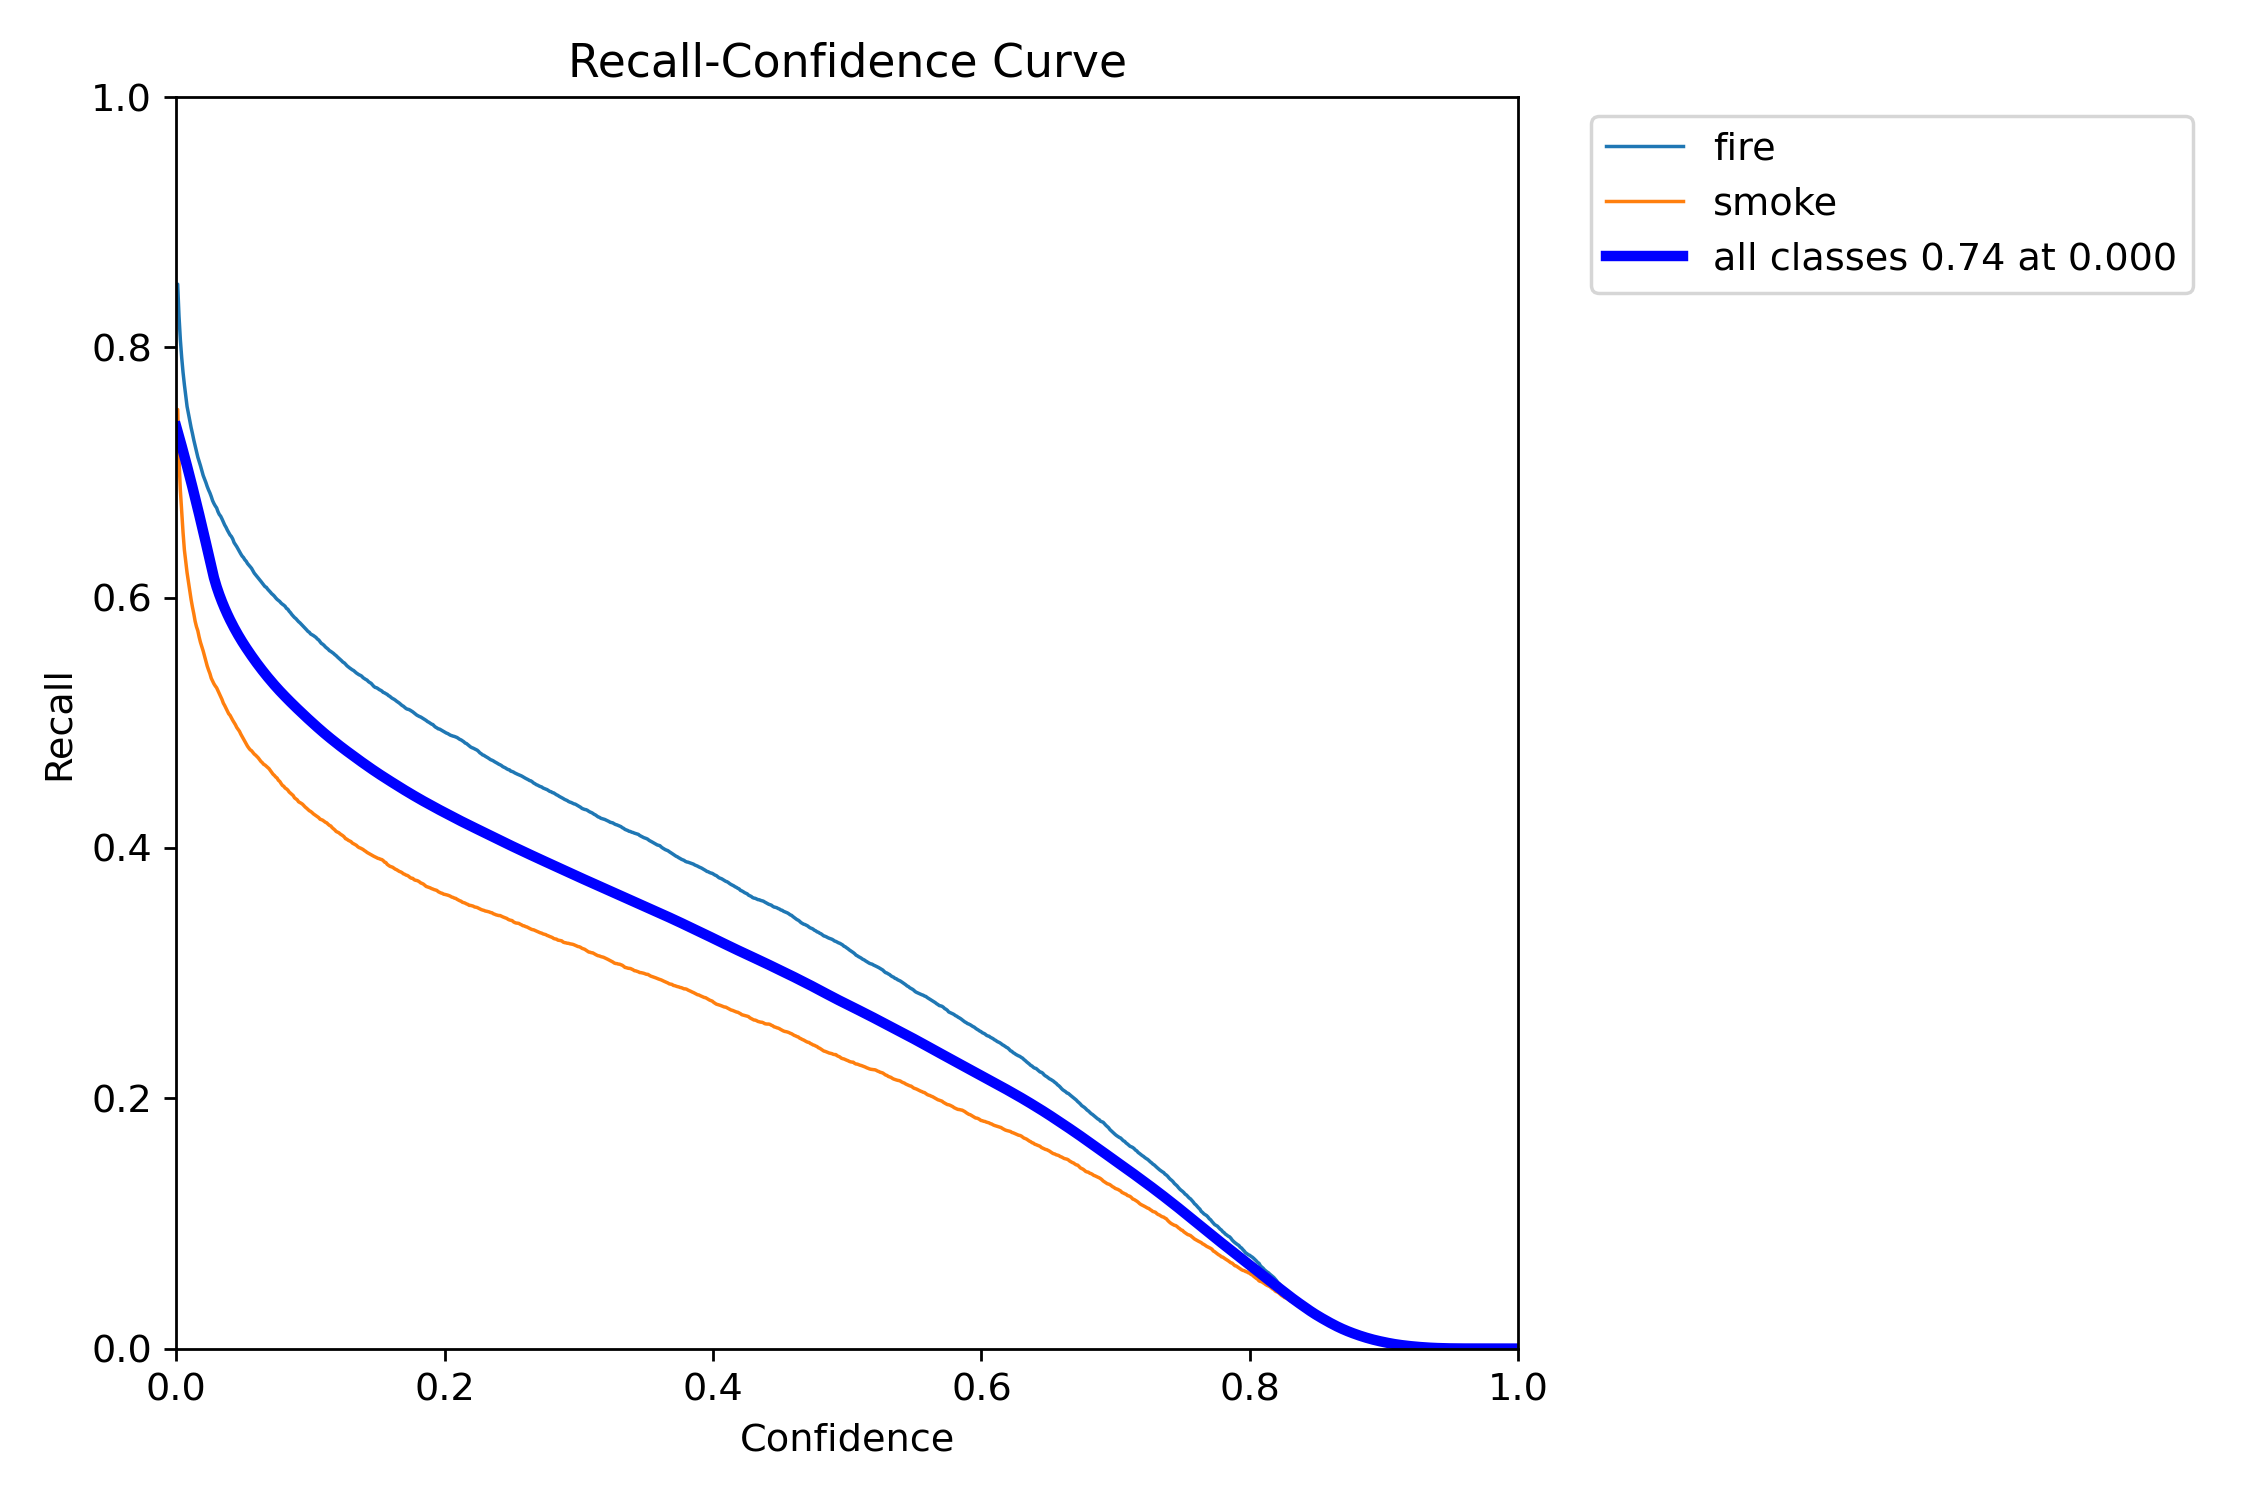 Recall-Confidence Curve
1.0
0.8
0.6
0.4
0.2
0.0
Recall
0.0 0.2 0.4 0.6 0.8 1.0
Confidence
fire
smoke
all classes 0.74 at 0.000